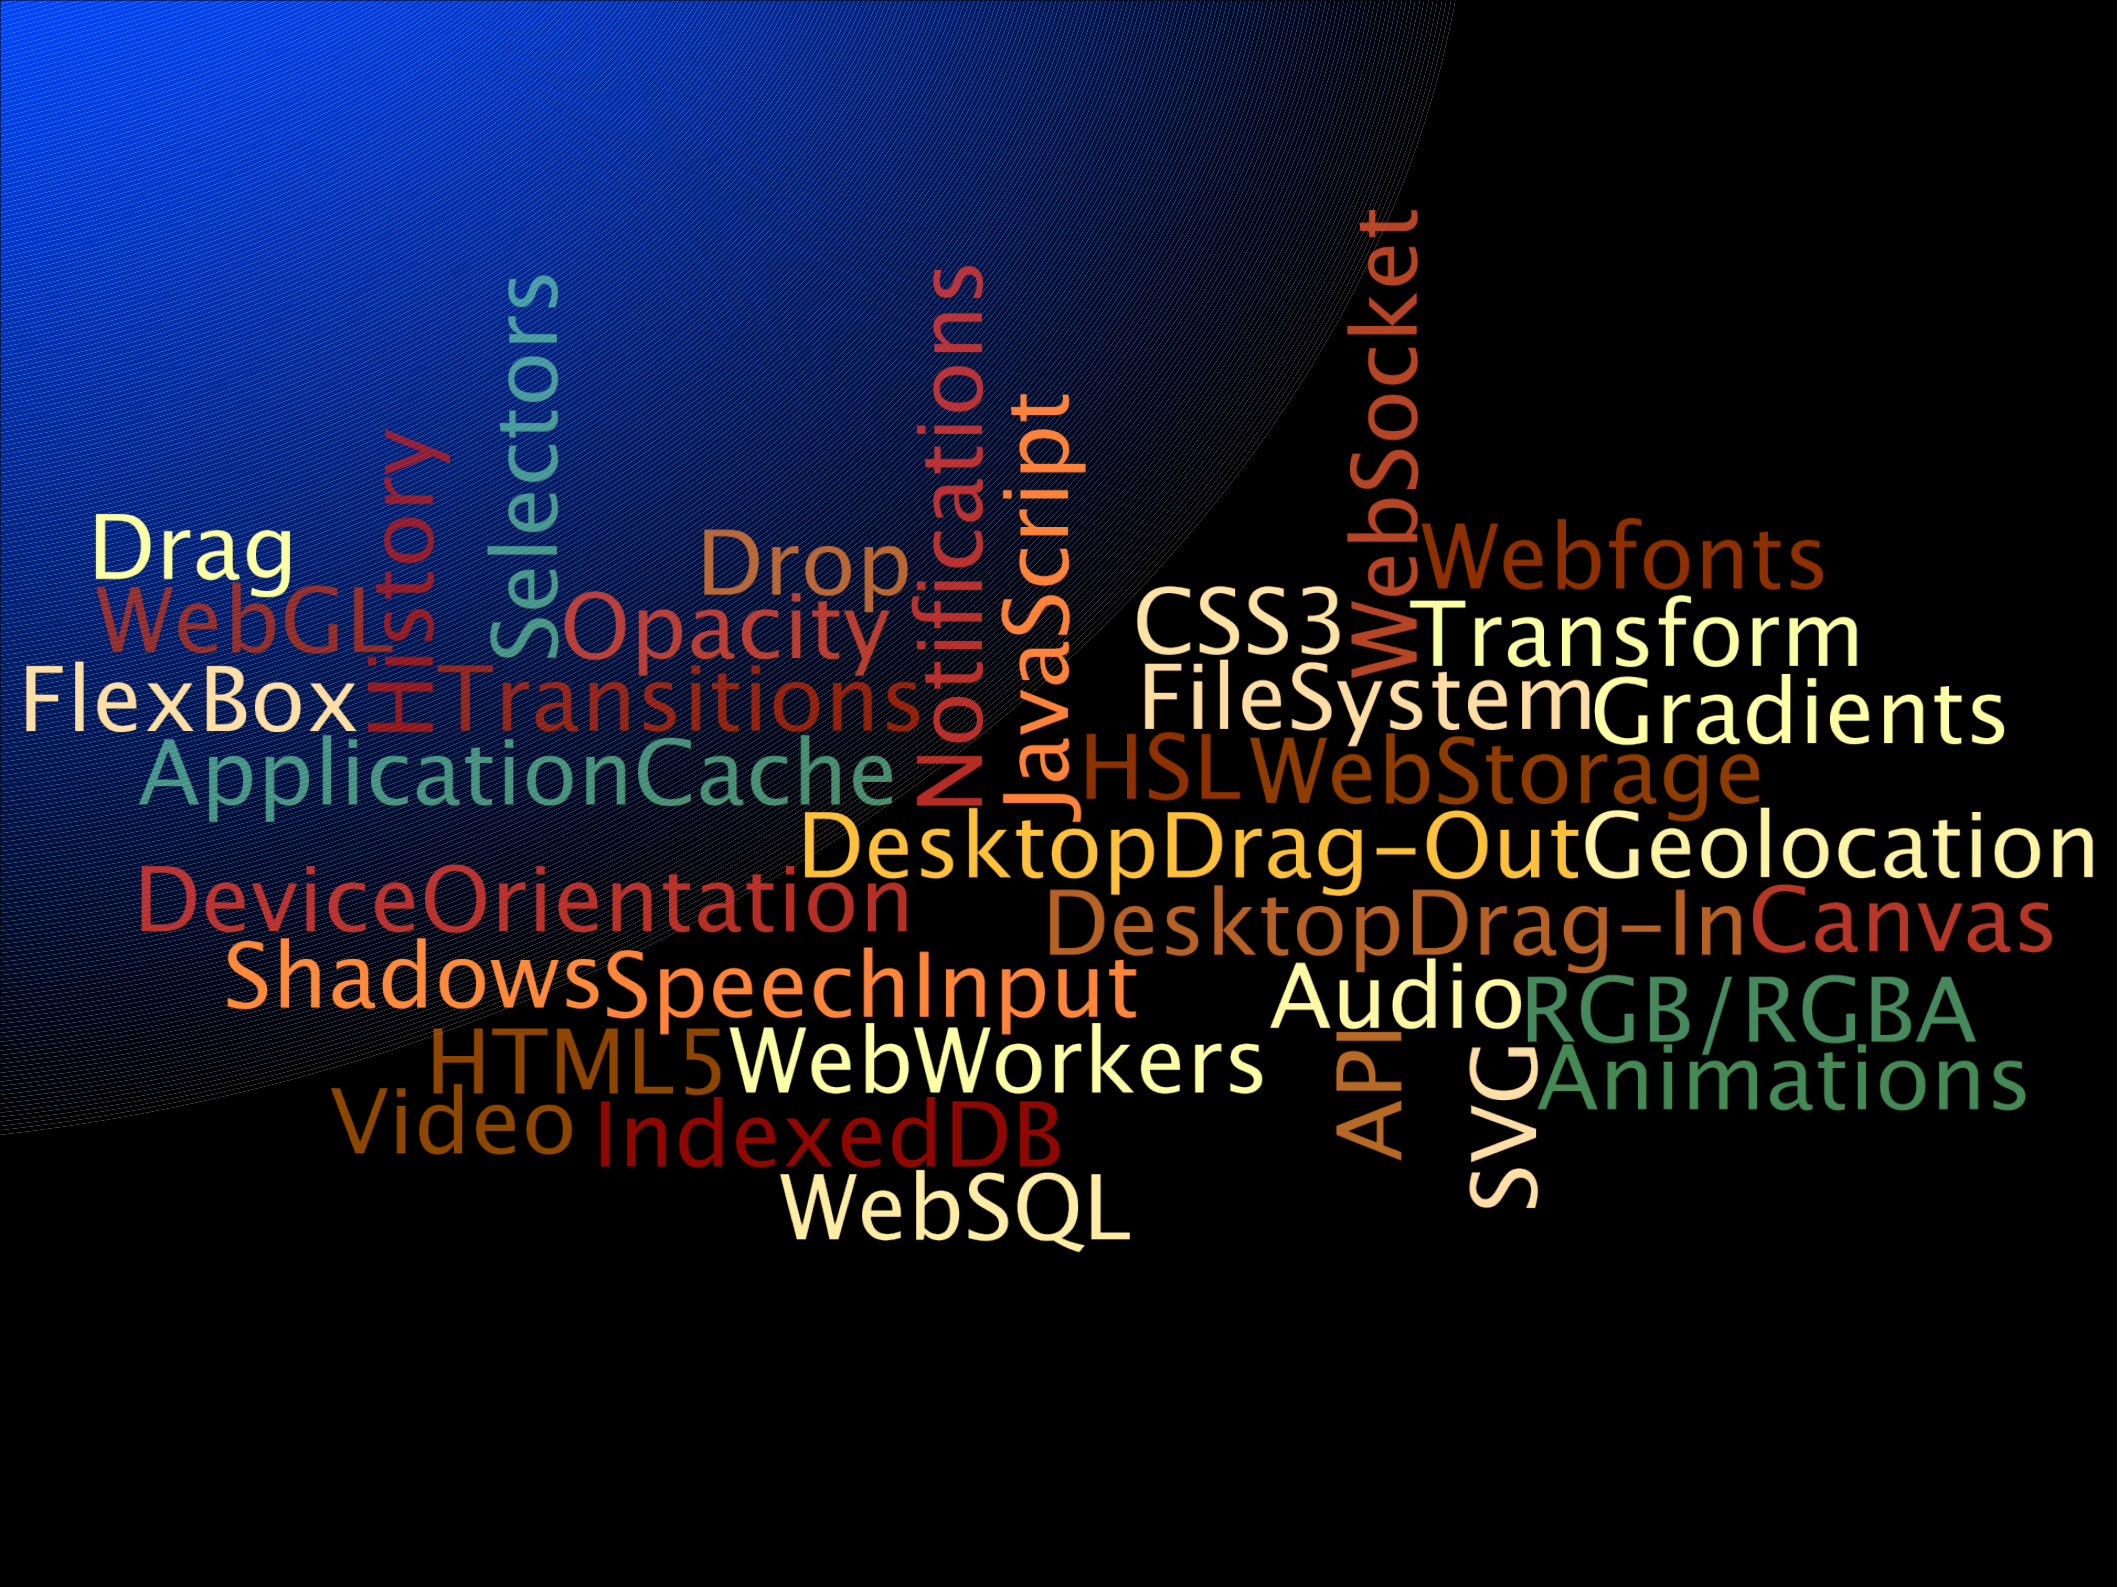 WebSocket
Notifications
Selectors
JavaScript
History
Drag
Drop
Webfonts
WebGL
Opacity
CSS3
Transform
FlexBox
Transitions
FileSystem
Gradients
ApplicationCache
HSL
WebStorage
DesktopDrag-Out
Geolocation
DeviceOrientation
DesktopDrag-In
Canvas
Shadows
SpeechInput
Audio
RGB/RGBA
HTML5
WebWorkers
API
SVG
Animations
Video
IndexedDB
WebSQL